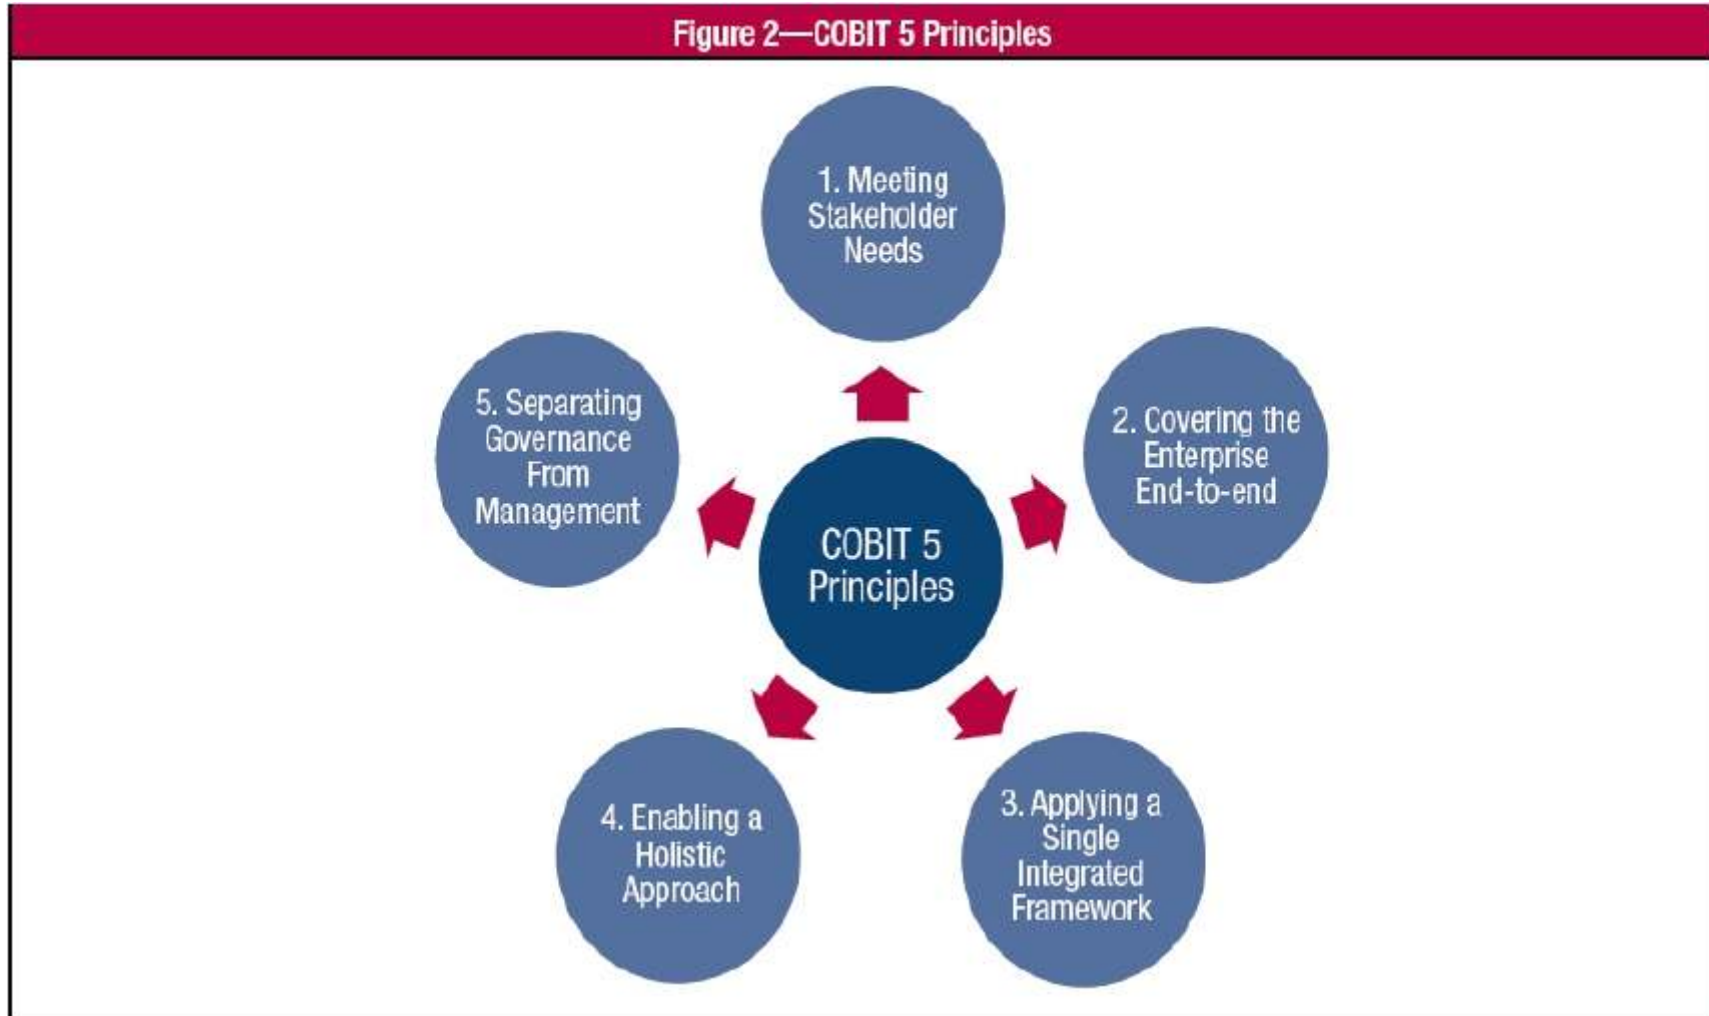 Figure 2—COBIT 5 Principles
1. Meeting
Stakeholder
Needs
2. Covering the
Enterprise
End-to-end
3. Applying a
Single
Integrated
Framework
4. Enabling a
Holistic
Approach
5. Separating
Governance
From
Management
COBIT 5
Principles